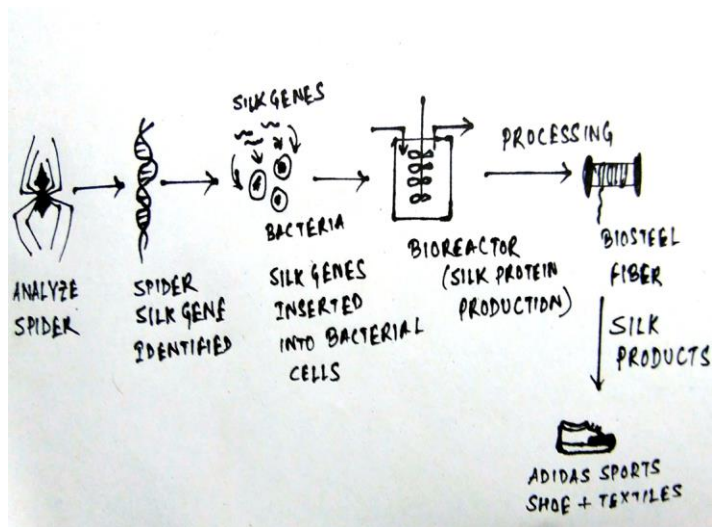 SILK GENES
PROCESSING
ANALYZE
SPIDER
SPIDER
SILK GENE
IDENTIFIED
BACTERIA
SILK GENES
INSERTED
INTO BACTERIAL
CELLS
BIOREACTOR
(SILK PROTEIN
PRODUCTION)
BIOSTEEL
FIBER
SILK
PRODUCTS
ADIDAS SPORTS
SHOE + TEXTILES